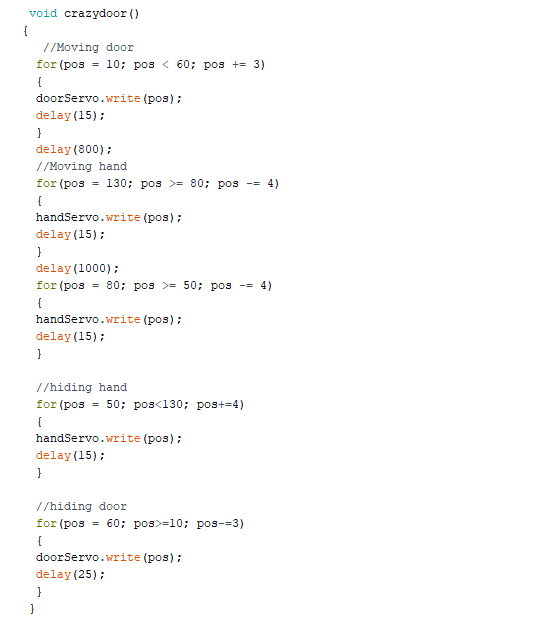 void crazydoor()
{
//Moving door
for(pos = 10; pos < 60; pos += 3)
{
doorServo.write(pos);
delay(15);
}
delay(800);
//Moving hand
for(pos = 130; pos >= 80; pos -= 4)
{
handServo.write(pos);
delay(15);
}
delay(1000);
for(pos = 80; pos >= 50; pos -= 4)
{
handServo.write(pos);
delay(15);
}
//hiding hand
for(pos = 50; pos<130; pos+=4)
{
handServo.write(pos);
delay(15);
}
//hiding door
for(pos = 60; pos>=10; pos-=3)
{
doorServo.write(pos);
delay(25);
}
}